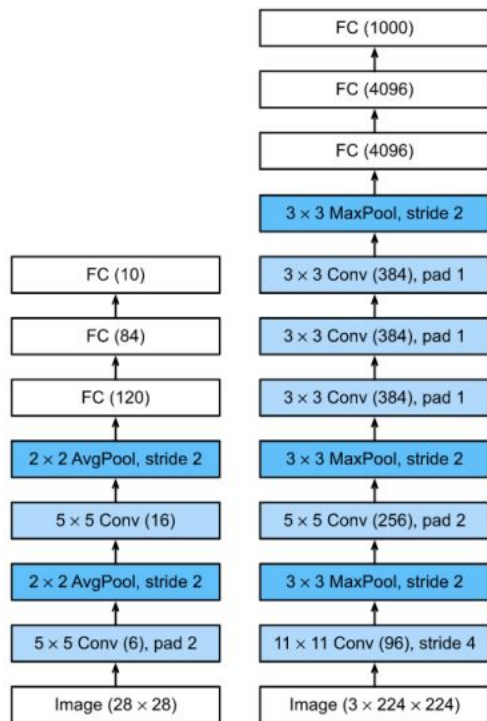 FC (1000)
FC (4096)
FC (4096)
3 × 3 MaxPool, stride 2
3 × 3 Conv (384), pad 1
3 × 3 Conv (384), pad 1
3 × 3 Conv (384), pad 1
3 × 3 MaxPool, stride 2
5 × 5 Conv (256), pad 2
3 × 3 MaxPool, stride 2
11 × 11 Conv (96), stride 4
Image (3 × 224 × 224)
FC (10)
FC (84)
FC (120)
2 × 2 AvgPool, stride 2
5 × 5 Conv (16)
2 × 2 AvgPool, stride 2
5 × 5 Conv (6), pad 2
Image (28 × 28)